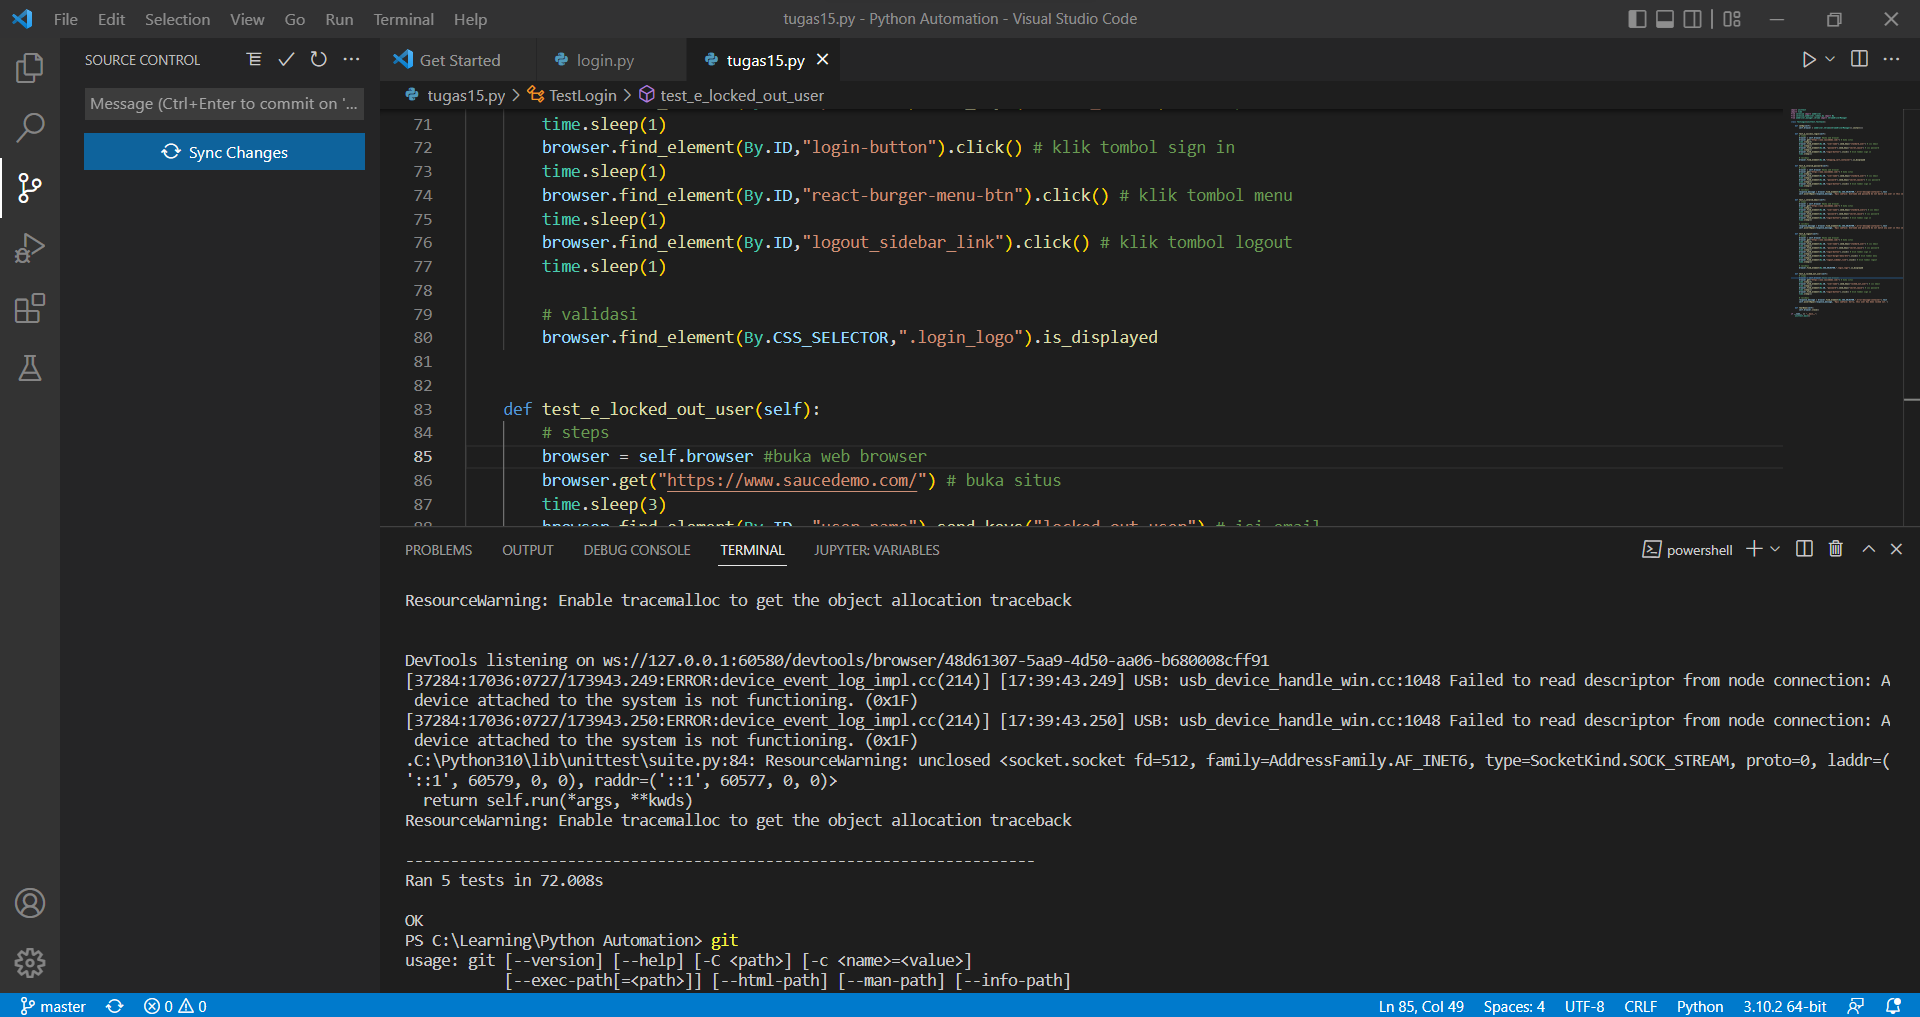 File Edit Selection View Go Run Terminal Help
tugas15.py - Python Automation - Visual Studio Code
SOURCE CONTROL
Message (Ctrl+Enter to commit on '...
Sync Changes
Get Started login.py tugas15.py
tugas15.py > TestLogin > test_e_locked_out_user
71 time.sleep(1)
72 browser.find_element(By.ID,"login-button").click() # klik tombol sign in
73 time.sleep(1)
74 browser.find_element(By.ID,"react-burger-menu-btn").click() # klik tombol menu
75 time.sleep(1)
76 browser.find_element(By.ID,"logout_sidebar_link").click() # klik tombol logout
77 time.sleep(1)
78
79 # validasi
80 browser.find_element(By.CSS_SELECTOR,".login_logo").is_displayed
81
82
83 def test_e_locked_out_user(self):
84 # steps
85 browser = self.browser #buka web browser
86 browser.get("https://www.saucedemo.com/") # buka situs
87 time.sleep(3)
88 browser.find_element(By.ID, "user-name").send_keys("locked_out_user") # isi email
PROBLEMS OUTPUT DEBUG CONSOLE TERMINAL JUPYTER: VARIABLES
powershell
ResourceWarning: Enable tracemalloc to get the object allocation traceback
DevTools listening on ws://127.0.0.1:60580/devtools/browser/48d61307-5aa9-4d50-aa06-b680008cff91
[37284:17036:0727/173943.249:ERROR:device_event_log_impl.cc(214)] [17:39:43.249] USB: usb_device_handle_win.cc:1048 Failed to read descriptor from node connection: A
device attached to the system is not functioning. (0x1F)
[37284:17036:0727/173943.250:ERROR:device_event_log_impl.cc(214)] [17:39:43.250] USB: usb_device_handle_win.cc:1048 Failed to read descriptor from node connection: A
device attached to the system is not functioning. (0x1F)
.C:\Python310\lib\unittest\suite.py:84: ResourceWarning: unclosed <socket.socket fd=512, family=AddressFamily.AF_INET6, type=SocketKind.SOCK_STREAM, proto=0, laddr=(
'::1', 60579, 0, 0), raddr=('::1', 60577, 0, 0)>
return self.run(*args, **kwds)
ResourceWarning: Enable tracemalloc to get the object allocation traceback
----------------------------------------------------------------------
Ran 5 tests in 72.008s
OK
PS C:\Learning\Python Automation> git
usage: git [--version] [--help] [-C <path>] [-c <name>=<value>]
[--exec-path[=<path>]] [--html-path] [--man-path] [--info-path]
master 0 0
Ln 85, Col 49 Spaces: 4 UTF-8 CRLF Python 3.10.2 64-bit